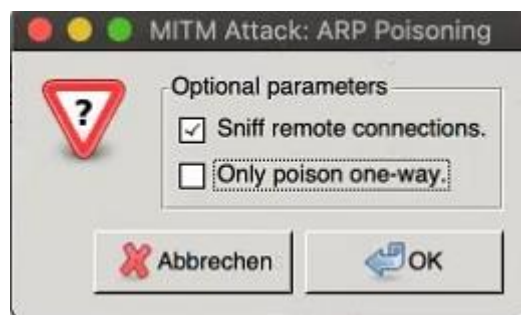 MITM Attack: ARP Poisoning
?
Optional parameters
Sniff remote connections.
Only poison one-way.
Abbrechen
OK